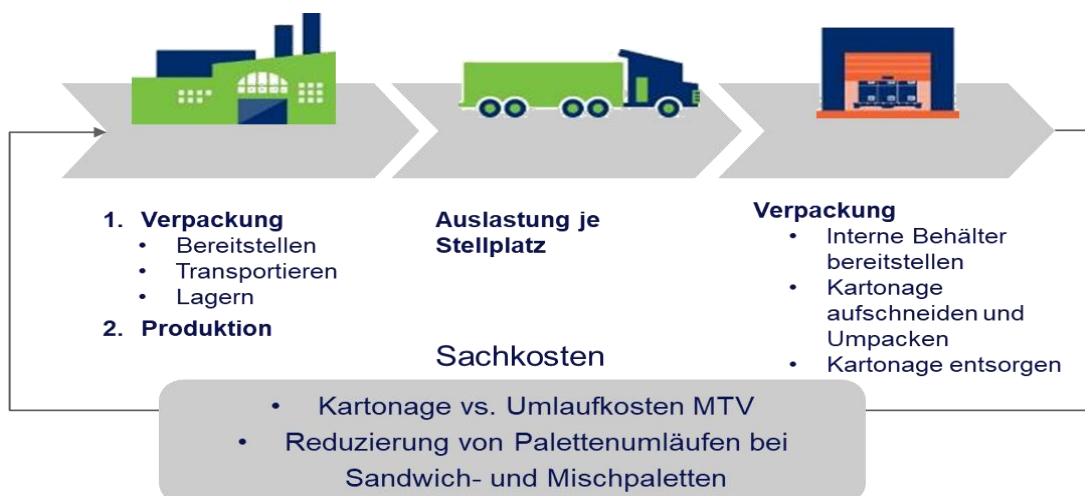 1. Verpackung
• Bereitstellen
• Transportieren
• Lagern
2. Produktion
Auslastung je
Stellplatz
Verpackung
• Interne Behälter
bereitstellen
• Kartonage
aufschneiden und
Umpacken
• Kartonage entsorgen
Sachkosten
• Kartonage vs. Umlaufkosten MTV
• Reduzierung von Palettenumläufen bei
Sandwich- und Mischpaletten